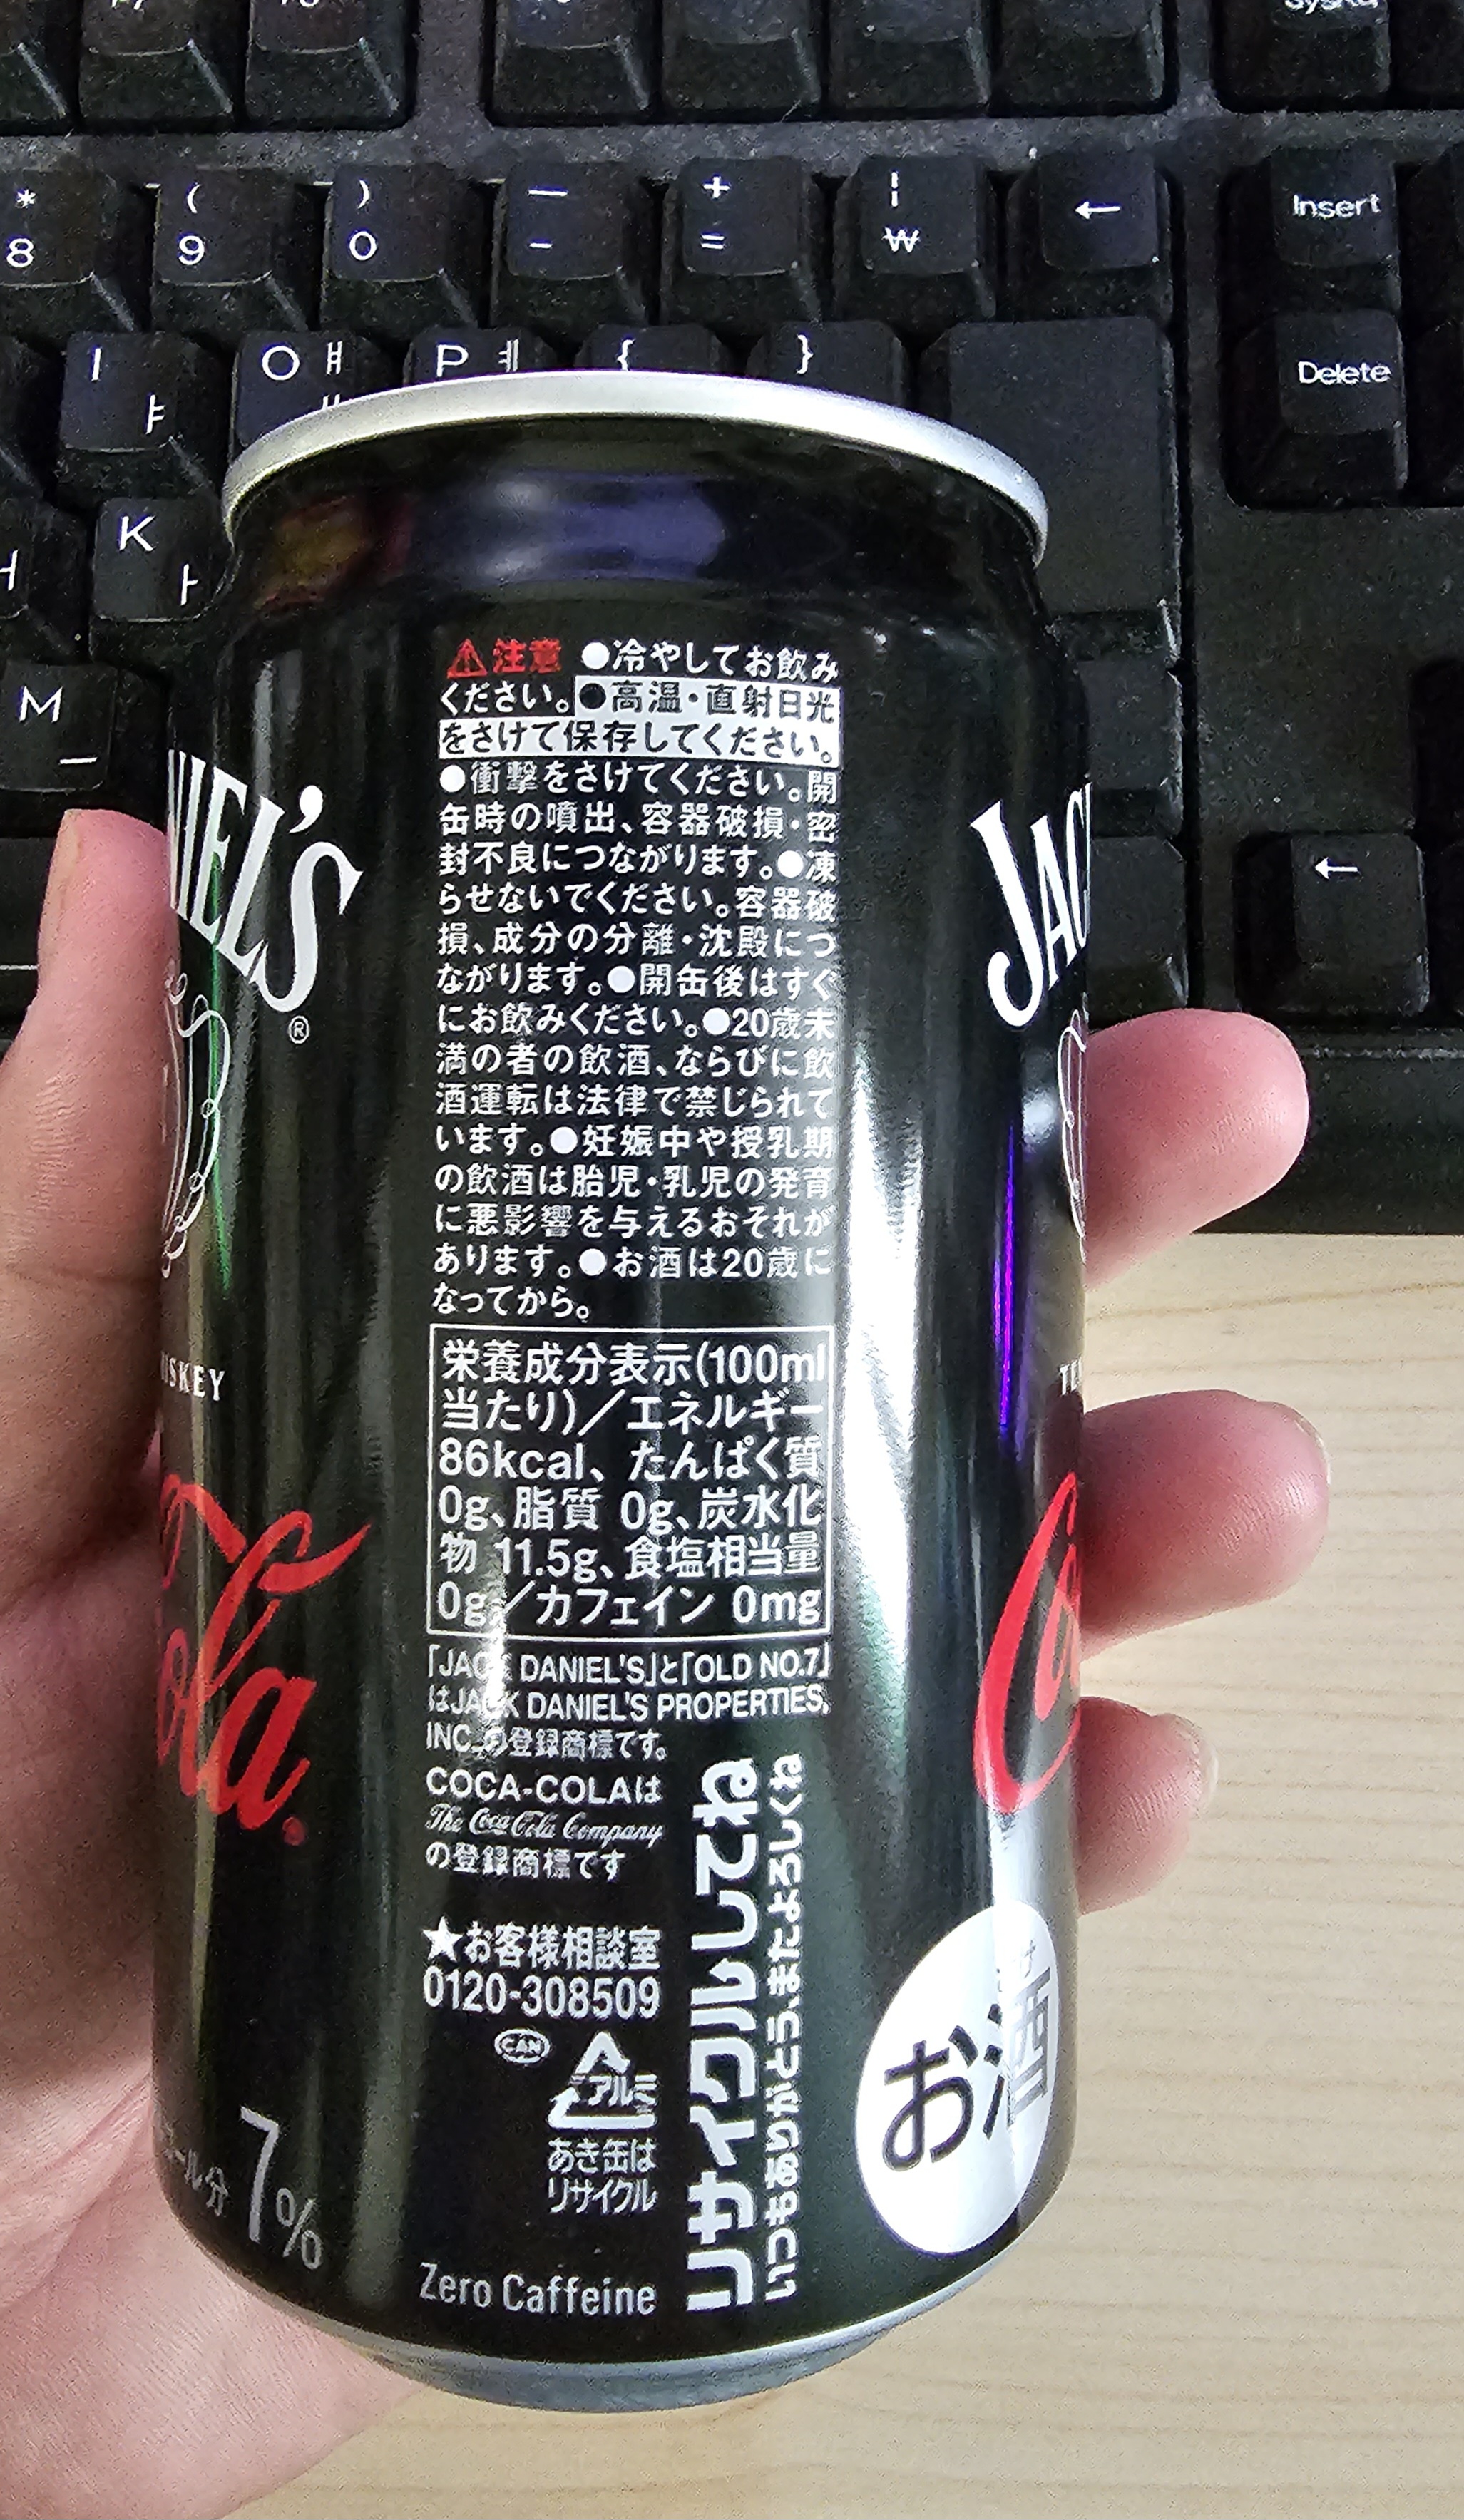 SysRq
* ( ) — + |
8 9 0 - = ₩ ←
Insert
I O ㅐ P ㅔ { }
ㅑ
Delete
K
ㅏ
M
ㅡ
←
NIEL'S
®
JAC
⚠注意 ●冷やしてお飲み
ください。●高温・直射日光
をさけて保存してください。
●衝撃をさけてください。開
缶時の噴出、容器破損・密
封不良につながります。●凍
らせないでください。容器破
損、成分の分離・沈殿につ
ながります。●開缶後はすぐ
にお飲みください。●20歳未
満の者の飲酒、ならびに飲
酒運転は法律で禁じられて
います。●妊娠中や授乳期
の飲酒は胎児・乳児の発育
に悪影響を与えるおそれが
あります。●お酒は20歳に
なってから。
ISKEY
TE
栄養成分表示(100ml
当たり)／エネルギー
86kcal、たんぱく質
0g、脂質 0g、炭水化
物 11.5g、食塩相当量
0g／カフェイン 0mg
「JACK DANIEL'S」と「OLD NO.7」
はJACK DANIEL'S PROPERTIES,
INC.の登録商標です。
COCA-COLAは
The Coca-Cola Company
の登録商標です
ola
Co
★お客様相談室
0120-308509
CAN
アルミ
あき缶は
リサイクル
リサイクルしてね
いつもありがとう、またよろしくね
ール分 7%
Zero Caffeine
お酒